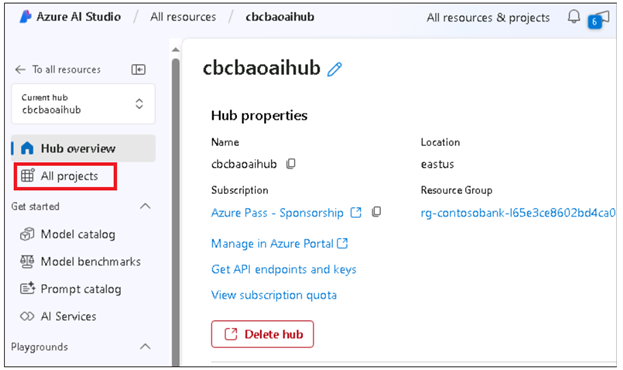 Azure AI Studio / All resources / cbcbaoaihub All resources & projects 6
To all resources
Current hub
cbcbaoaihub
Hub overview
All projects
Get started
Model catalog
Model benchmarks
Prompt catalog
AI Services
Playgrounds
cbcbaoaihub
Hub properties
Name Location
cbcbaoaihub eastus
Subscription Resource Group
Azure Pass - Sponsorship rg-contosobank-l65e3ce8602bd4ca0
Manage in Azure Portal
Get API endpoints and keys
View subscription quota
Delete hub